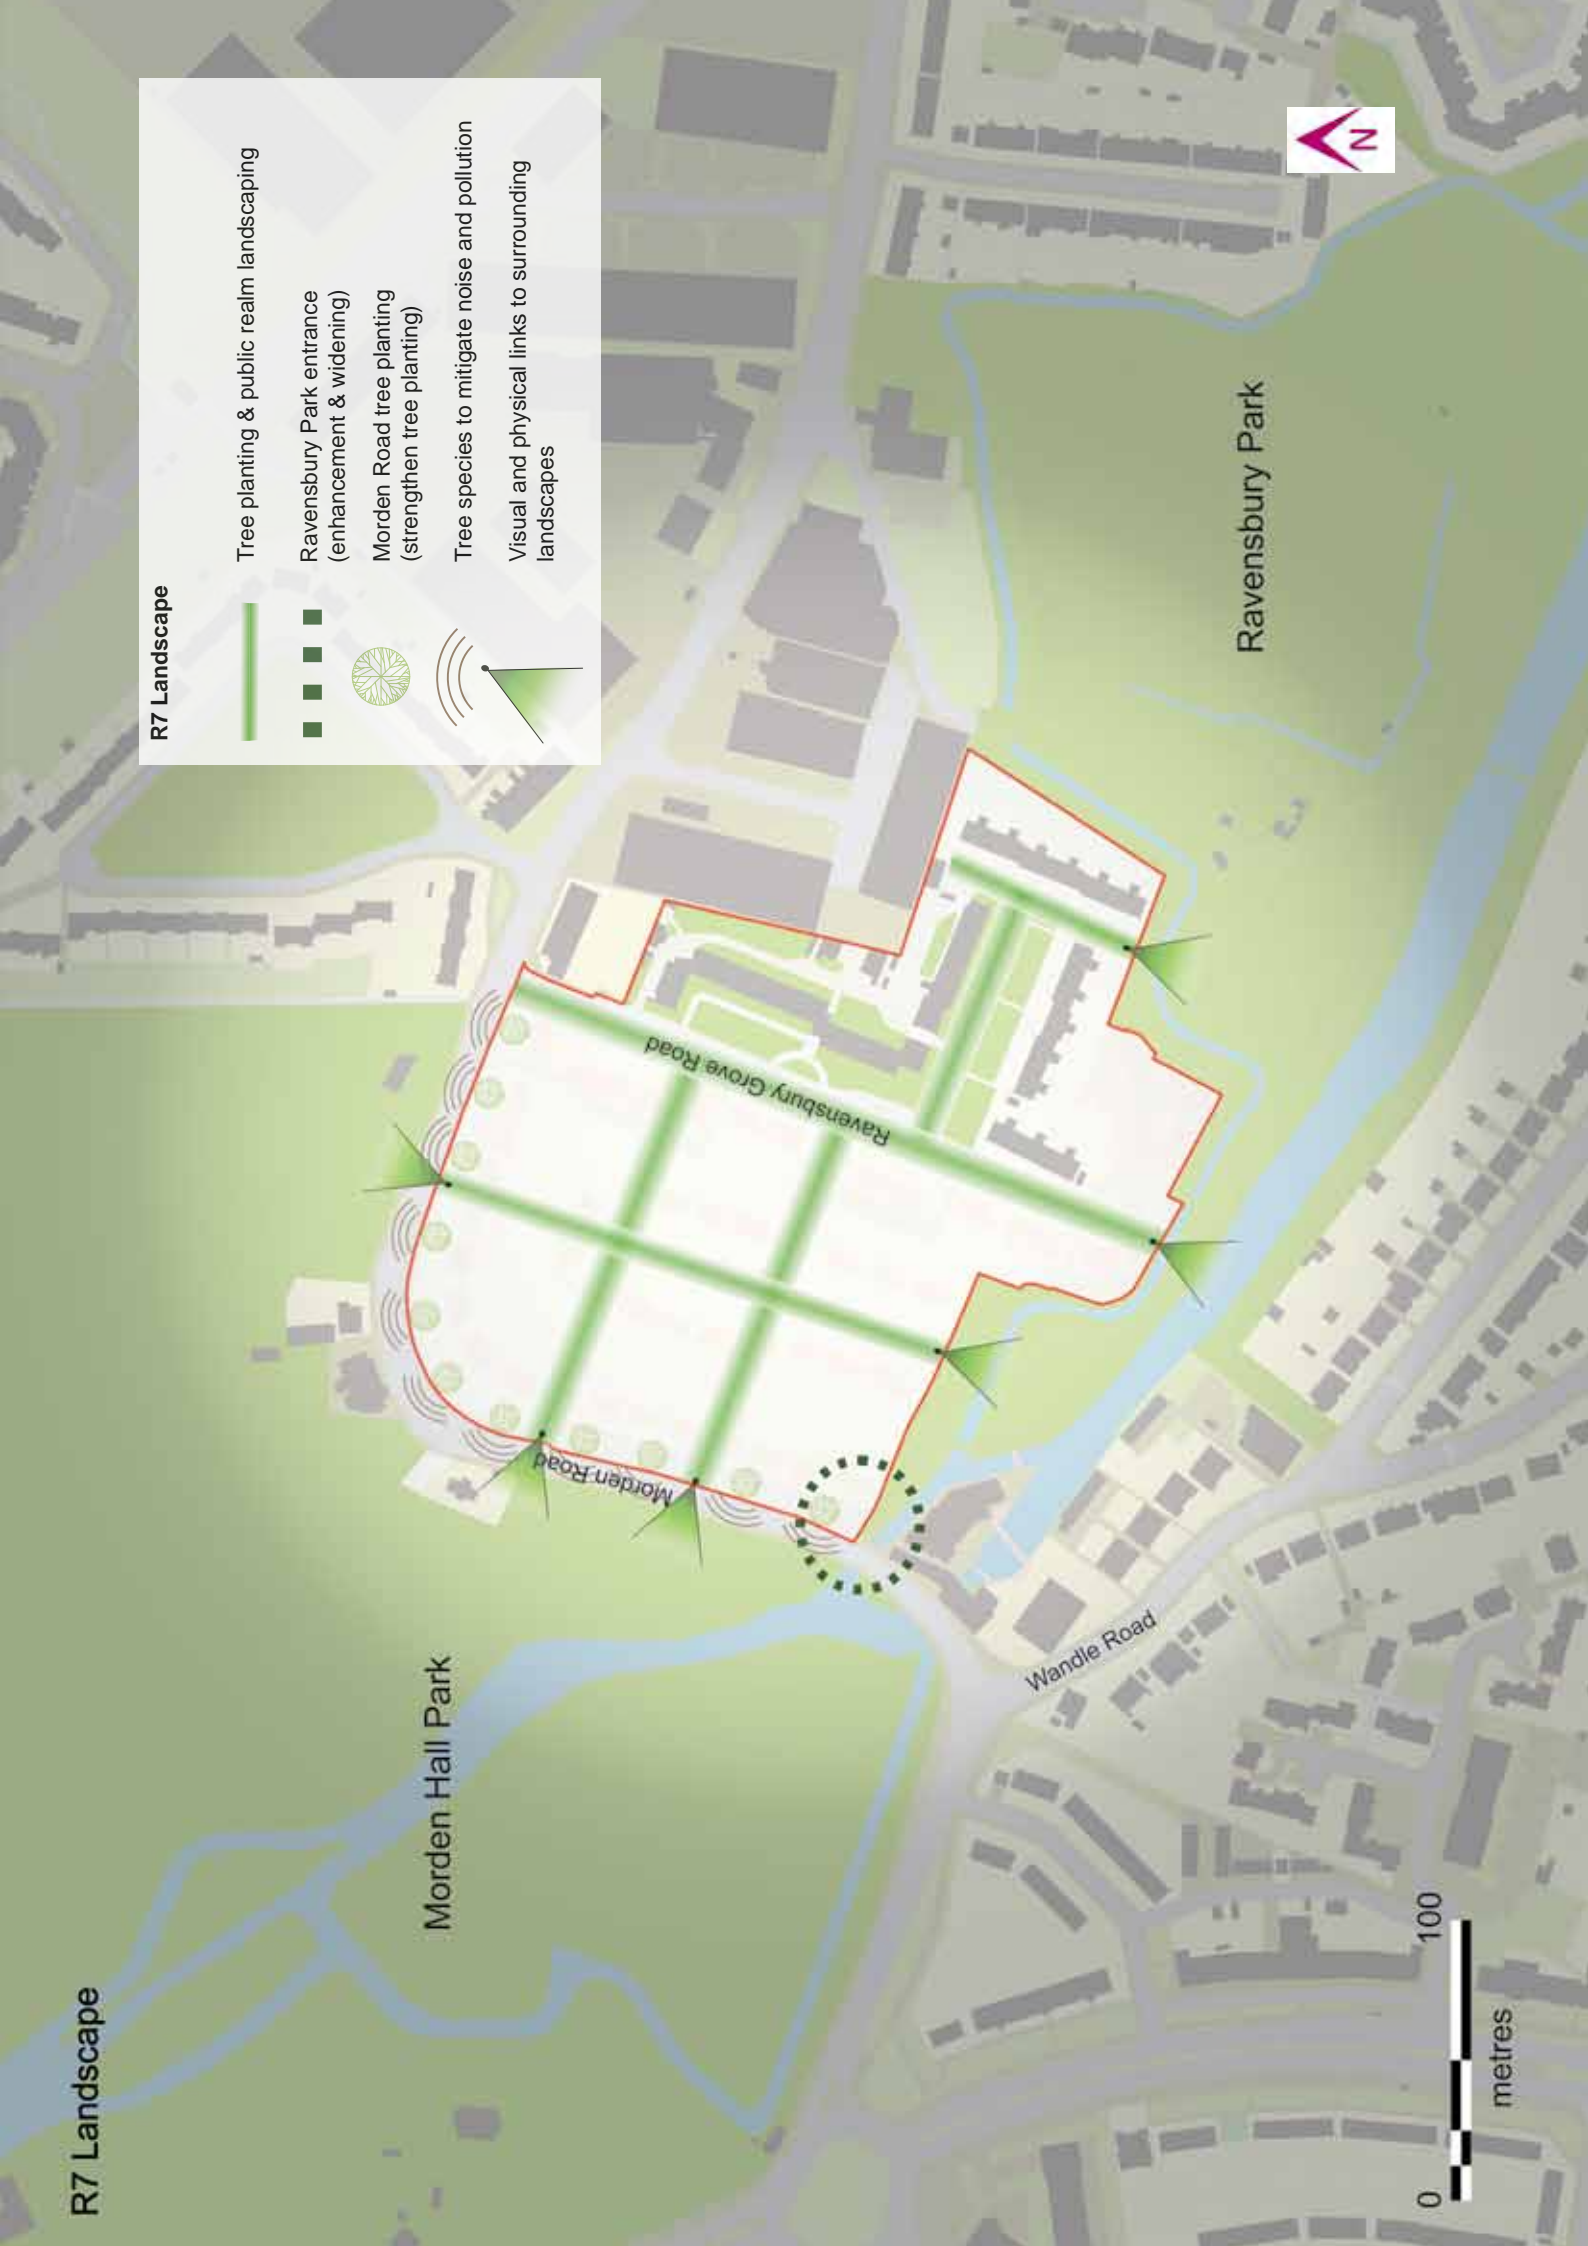 R7 Landscape
R7 Landscape
Tree planting & public realm landscaping
Ravensbury Park entrance
(enhancement & widening)
Morden Road tree planting
(strengthen tree planting)
Tree species to mitigate noise and pollution
Visual and physical links to surrounding
landscapes
Morden Hall Park
Morden Road
Ravensbury Grove Road
Wandle Road
Ravensbury Park
N
0
100
metres